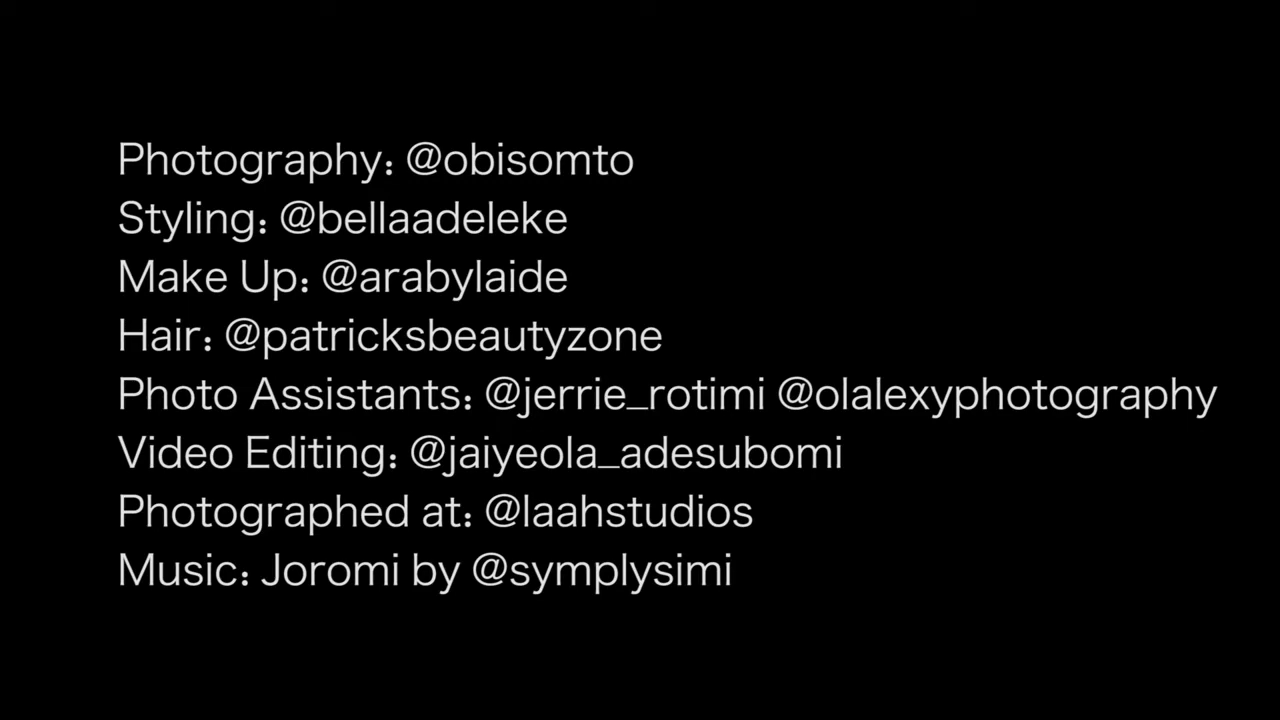 Photography: @obisomto
Styling: @bellaadeleke
Make Up: @arabylaide
Hair: @patricksbeautyzone
Photo Assistants: @jerrie_rotimi @olalexyphotography
Video Editing: @jaiyeola_adesubomi
Photographed at: @laahstudios
Music: Joromi by @symplysimi